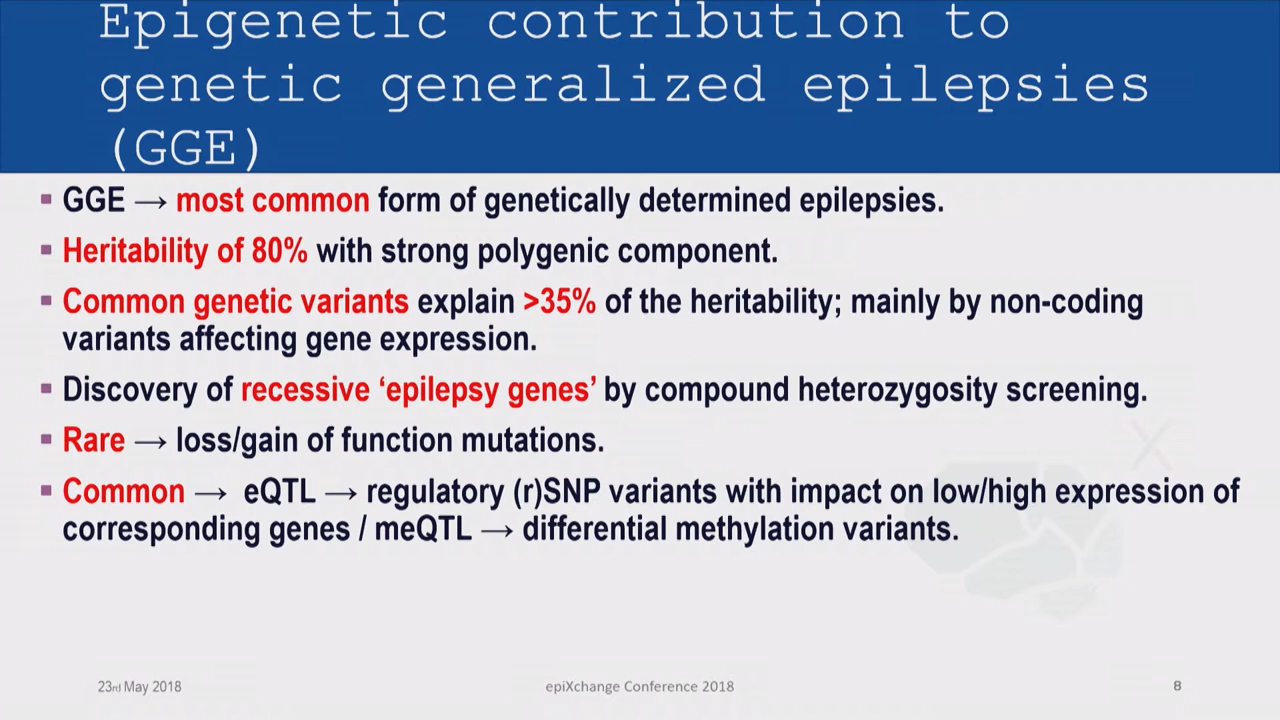 Epigenetic contribution to
genetic generalized epilepsies
(GGE)
▪ GGE → most common form of genetically determined epilepsies.
▪ Heritability of 80% with strong polygenic component.
▪ Common genetic variants explain >35% of the heritability; mainly by non-coding
variants affecting gene expression.
▪ Discovery of recessive ‘epilepsy genes’ by compound heterozygosity screening.
▪ Rare → loss/gain of function mutations.
▪ Common → eQTL → regulatory (r)SNP variants with impact on low/high expression of
corresponding genes / meQTL → differential methylation variants.
23rd May 2018
epiXchange Conference 2018
8